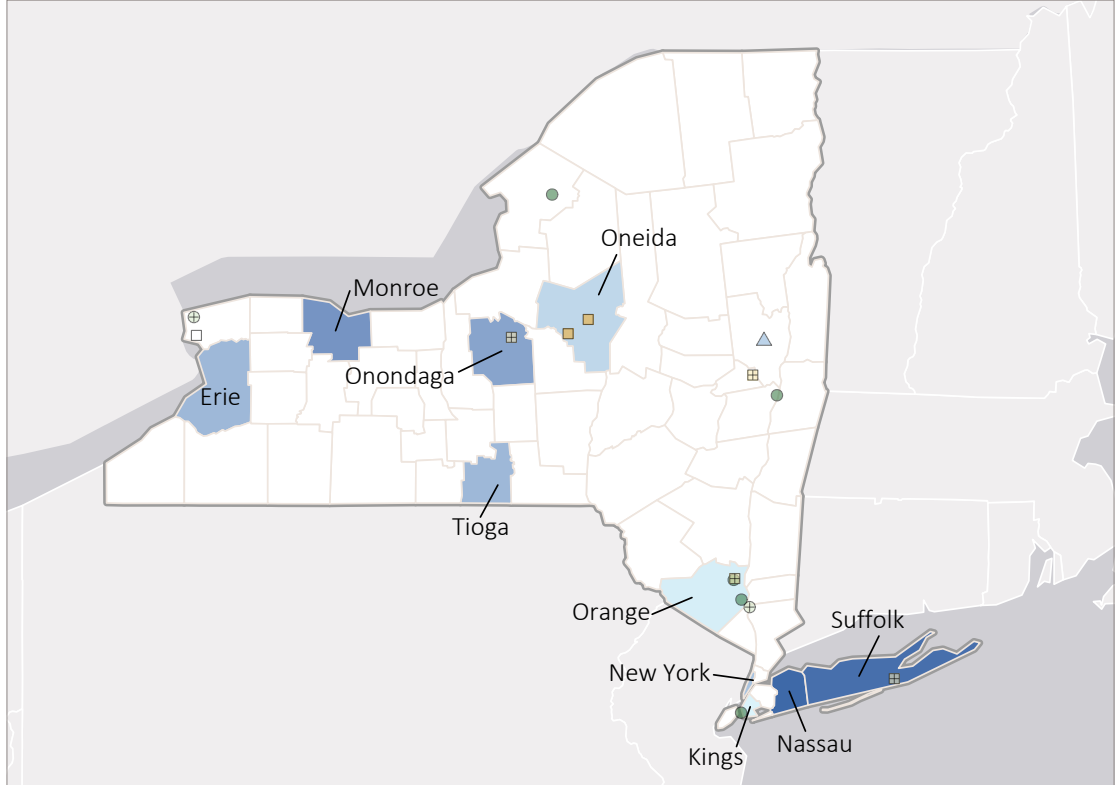 Oneida
Monroe
Onondaga
Erie
Tioga
Orange
Suffolk
New York
Nassau
Kings